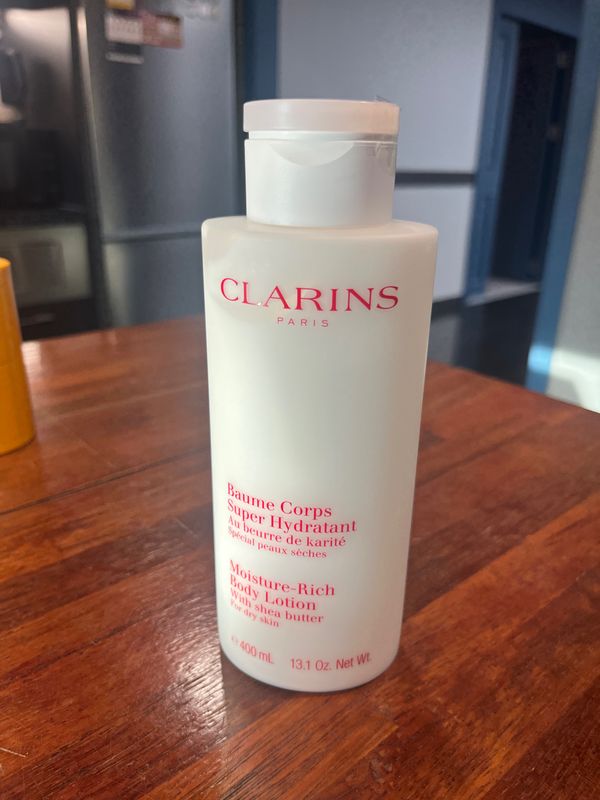 CLARINS
PARIS
Baume Corps
Super Hydratant
Au beurre de karité
Spécial peaux sèches
Moisture-Rich
Body Lotion
With shea butter
For dry skin
℮ 400 mL 13.1 Oz. Net Wt.